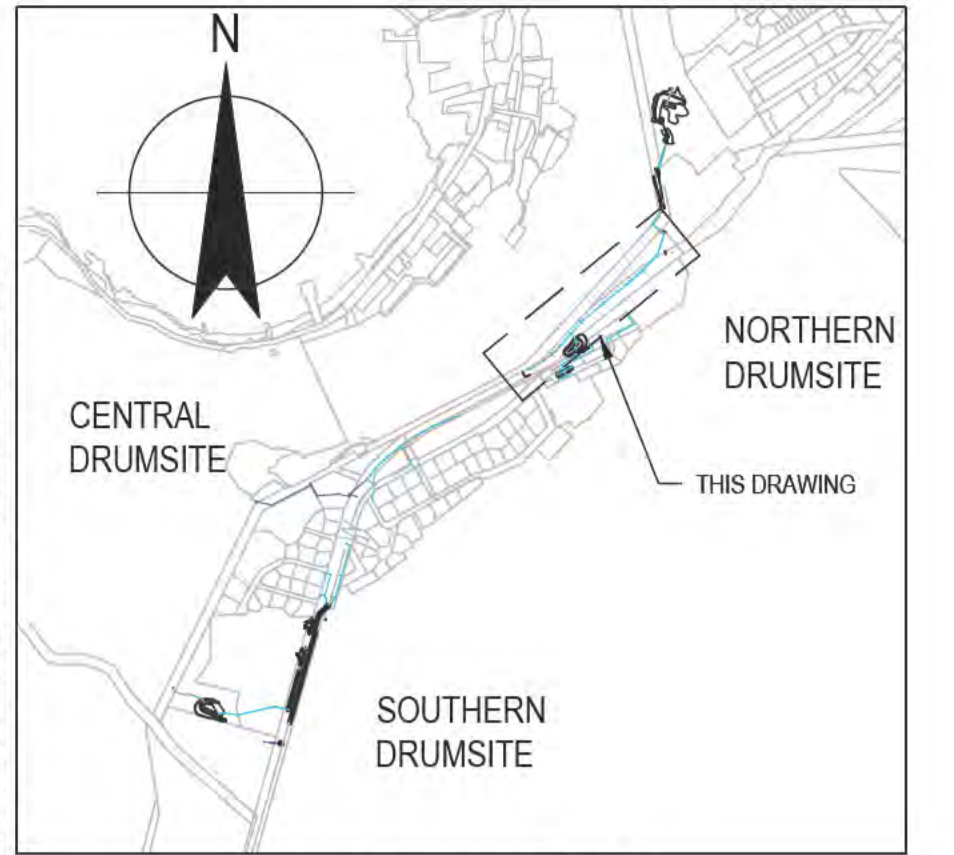 N
NORTHERN
DRUMSITE
CENTRAL
DRUMSITE
THIS DRAWING
SOUTHERN
DRUMSITE